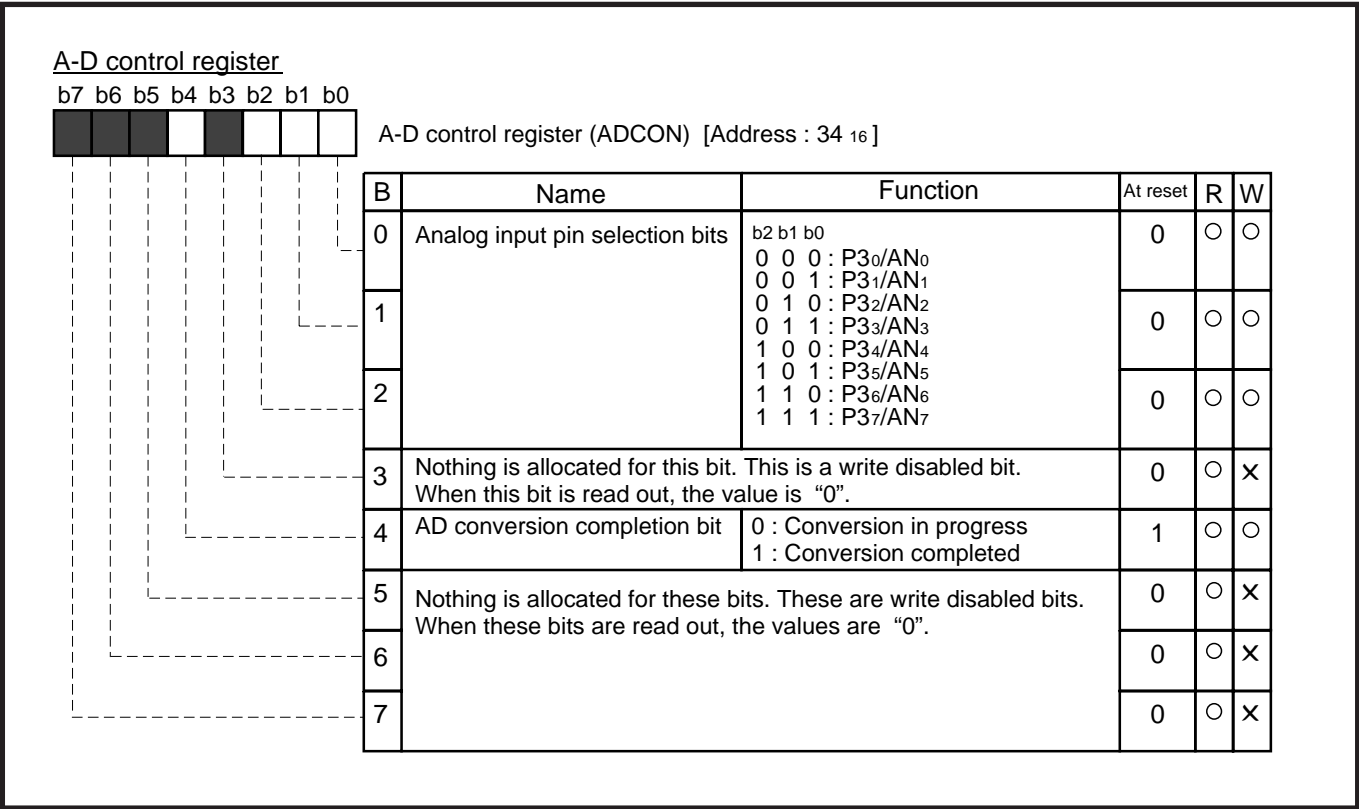 A-D control register
b7 b6 b5 b4 b3 b2 b1 b0
A-D control register (ADCON) [Address : 34 16 ]
B Name Function At reset R W
0 Analog input pin selection bits b2 b1 b0 0 ○ ○
0 0 0 : P30/AN0
0 0 1 : P31/AN1
0 1 0 : P32/AN2
1 0 ○ ○
0 1 1 : P33/AN3
1 0 0 : P34/AN4
1 0 1 : P35/AN5
2 0 ○ ○
1 1 0 : P36/AN6
1 1 1 : P37/AN7
3 Nothing is allocated for this bit. This is a write disabled bit. 0 ○ ×
When this bit is read out, the value is “0”.
4 AD conversion completion bit 0 : Conversion in progress 1 ○ ○
1 : Conversion completed
5 Nothing is allocated for these bits. These are write disabled bits. 0 ○ ×
When these bits are read out, the values are “0”.
6 0 ○ ×
7 0 ○ ×